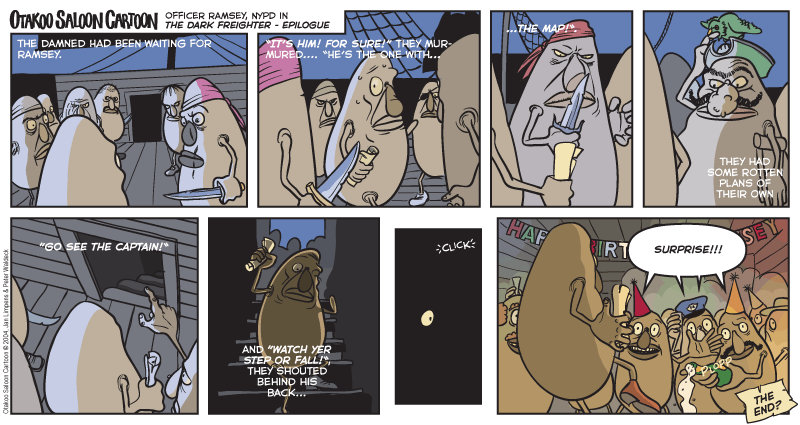 OTAKOO SALOON CARTOON
OFFICER RAMSEY, NYPD IN
THE DARK FREIGHTER - EPILOGUE
THE DAMNED HAD BEEN WAITING FOR
RAMSEY.
"IT'S HIM! FOR SURE!" THEY MUR-
MURED.... "HE'S THE ONE WITH...
...THE MAP!".
THEY HAD
SOME ROTTEN
PLANS OF
THEIR OWN
"GO SEE THE CAPTAIN!"
AND "WATCH YER
STEP OR FALL!",
THEY SHOUTED
BEHIND HIS
BACK...
CLICK
SURPRISE!!!
PLOPP
THE
END?
Otakoo Saloon Cartoon © 2004 Jan Limpens & Peter Waldeck